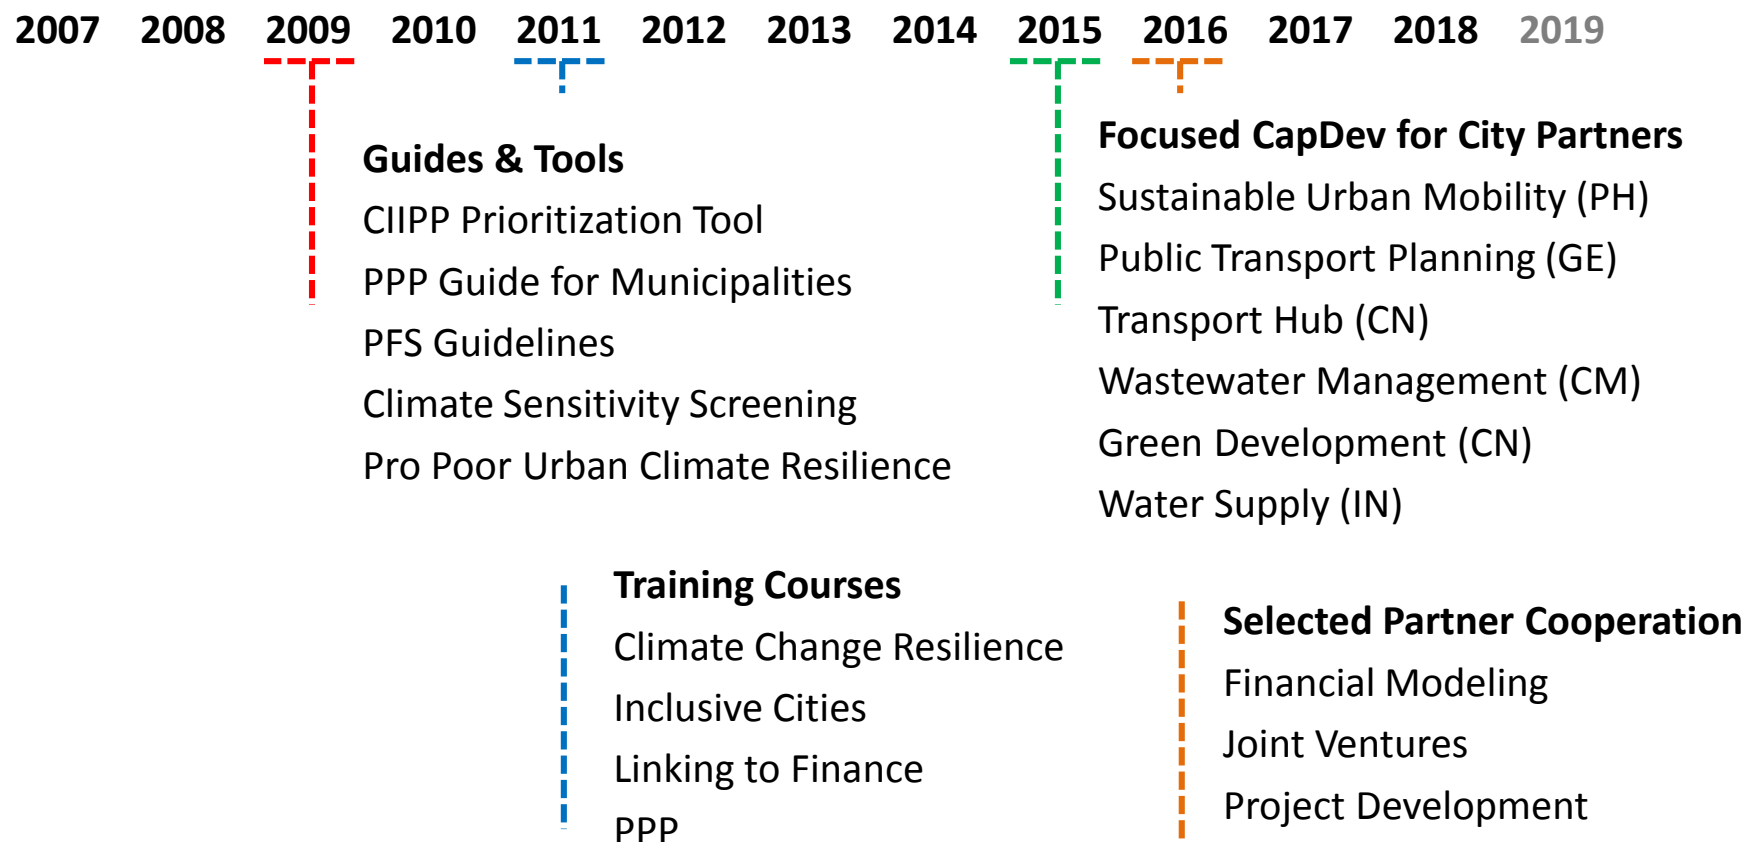 2007 2008 2009 2010 2011 2012 2013 2014 2015 2016 2017 2018 2019
Guides & Tools
CIIPP Prioritization Tool
PPP Guide for Municipalities
PFS Guidelines
Climate Sensitivity Screening
Pro Poor Urban Climate Resilience
Focused CapDev for City Partners
Sustainable Urban Mobility (PH)
Public Transport Planning (GE)
Transport Hub (CN)
Wastewater Management (CM)
Green Development (CN)
Water Supply (IN)
Training Courses
Climate Change Resilience
Inclusive Cities
Linking to Finance
PPP
Selected Partner Cooperation
Financial Modeling
Joint Ventures
Project Development